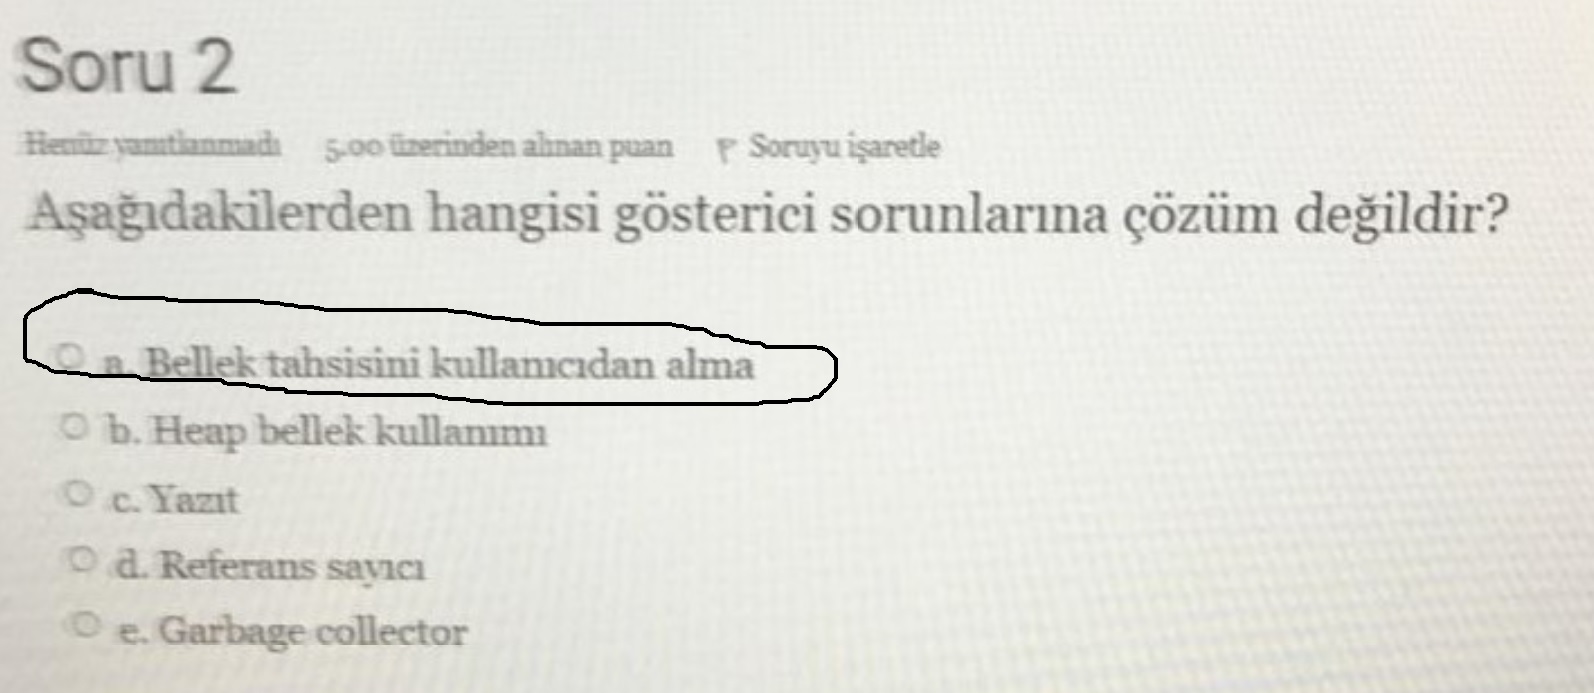 Soru 2
Henüz yanıtlanmadı 5.00 üzerinden alınan puan Soruyu işaretle
Aşağıdakilerden hangisi gösterici sorunlarına çözüm değildir?
a. Bellek tahsisini kullanıcıdan alma
b. Heap bellek kullanımı
c. Yazıt
d. Referans sayıcı
e. Garbage collector